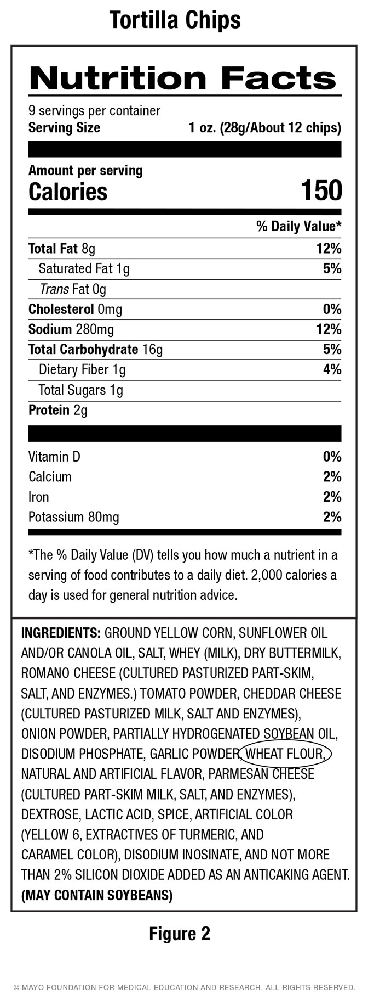 Tortilla Chips
Nutrition Facts
9 servings per container
Serving Size 1 oz. (28g/About 12 chips)
Amount per serving
Calories 150
% Daily Value*
Total Fat 8g 12%
Saturated Fat 1g 5%
Trans Fat 0g
Cholesterol 0mg 0%
Sodium 280mg 12%
Total Carbohydrate 16g 5%
Dietary Fiber 1g 4%
Total Sugars 1g
Protein 2g
Vitamin D 0%
Calcium 2%
Iron 2%
Potassium 80mg 2%
*The % Daily Value (DV) tells you how much a nutrient in a
serving of food contributes to a daily diet. 2,000 calories a
day is used for general nutrition advice.
INGREDIENTS: GROUND YELLOW CORN, SUNFLOWER OIL
AND/OR CANOLA OIL, SALT, WHEY (MILK), DRY BUTTERMILK,
ROMANO CHEESE (CULTURED PASTURIZED PART-SKIM,
SALT, AND ENZYMES.) TOMATO POWDER, CHEDDAR CHEESE
(CULTURED PASTURIZED MILK, SALT AND ENZYMES),
ONION POWDER, PARTIALLY HYDROGENATED SOYBEAN OIL,
DISODIUM PHOSPHATE, GARLIC POWDER, WHEAT FLOUR,
NATURAL AND ARTIFICIAL FLAVOR, PARMESAN CHEESE
(CULTURED PART-SKIM MILK, SALT, AND ENZYMES),
DEXTROSE, LACTIC ACID, SPICE, ARTIFICIAL COLOR
(YELLOW 6, EXTRACTIVES OF TURMERIC, AND
CARAMEL COLOR), DISODIUM INOSINATE, AND NOT MORE
THAN 2% SILICON DIOXIDE ADDED AS AN ANTICAKING AGENT.
(MAY CONTAIN SOYBEANS)
Figure 2
© MAYO FOUNDATION FOR MEDICAL EDUCATION AND RESEARCH. ALL RIGHTS RESERVED.